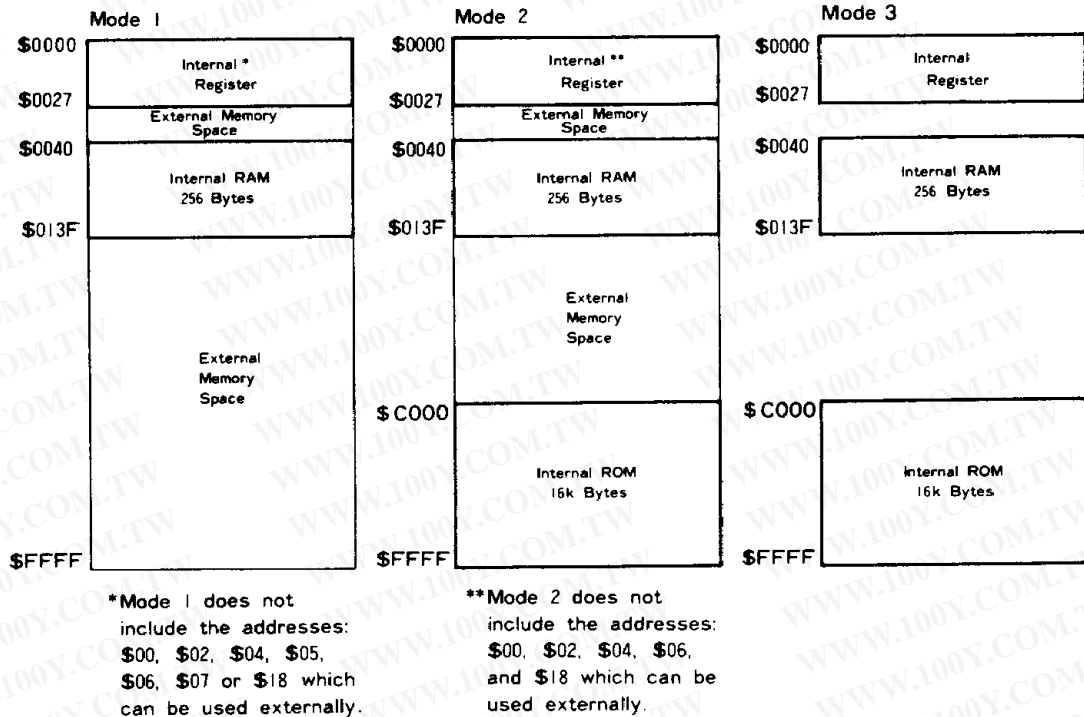 Mode 1
$0000
Internal *
Register
$0027
External Memory
Space
$0040
Internal RAM
256 Bytes
$013F
External
Memory
Space
$FFFF
*Mode 1 does not
include the addresses:
$00, $02, $04, $05,
$06, $07 or $18 which
can be used externally.
Mode 2
$0000
Internal **
Register
$0027
External Memory
Space
$0040
Internal RAM
256 Bytes
$013F
External
Memory
Space
$C000
Internal ROM
16k Bytes
$FFFF
**Mode 2 does not
include the addresses:
$00, $02, $04, $06,
and $18 which can be
used externally.
Mode 3
$0000
Internal
Register
$0027
$0040
Internal RAM
256 Bytes
$013F
$C000
Internal ROM
16k Bytes
$FFFF
WWW.100Y.COM.TW